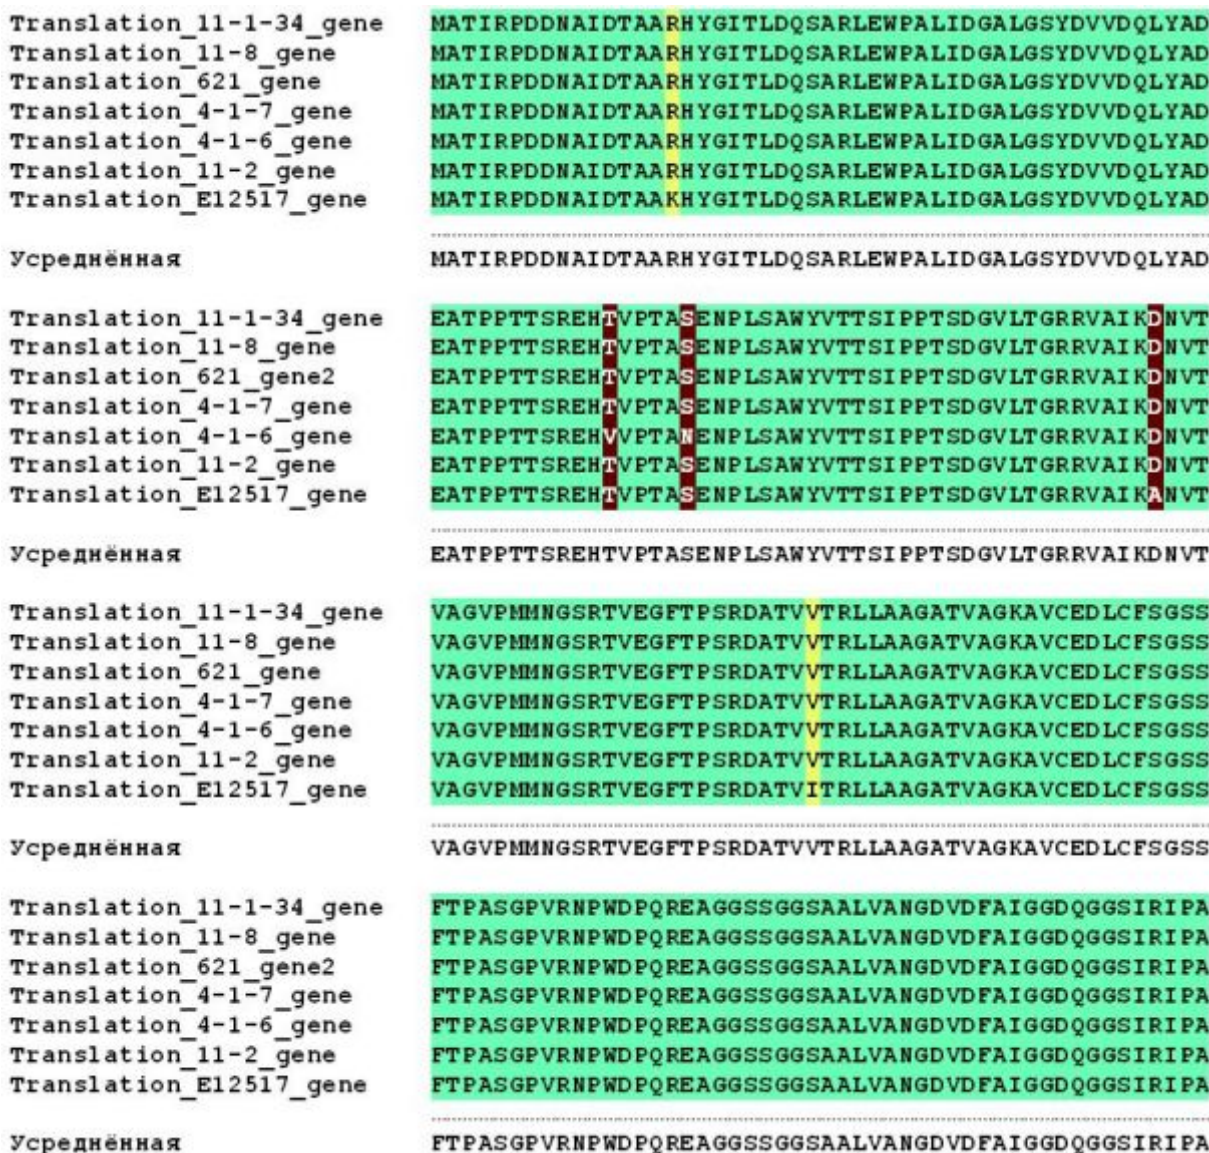 Translation_11-1-34_gene MATIRPDDNAIDTAARHYGITLDQSARLEWPALIDGALGSYDVVDQLYAD
Translation_11-8_gene MATIRPDDNAIDTAARHYGITLDQSARLEWPALIDGALGSYDVVDQLYAD
Translation_621_gene MATIRPDDNAIDTAARHYGITLDQSARLEWPALIDGALGSYDVVDQLYAD
Translation_4-1-7_gene MATIRPDDNAIDTAARHYGITLDQSARLEWPALIDGALGSYDVVDQLYAD
Translation_4-1-6_gene MATIRPDDNAIDTAARHYGITLDQSARLEWPALIDGALGSYDVVDQLYAD
Translation_11-2_gene MATIRPDDNAIDTAARHYGITLDQSARLEWPALIDGALGSYDVVDQLYAD
Translation_E12517_gene MATIRPDDNAIDTAAKHYGITLDQSARLEWPALIDGALGSYDVVDQLYAD
Усреднённая MATIRPDDNAIDTAARHYGITLDQSARLEWPALIDGALGSYDVVDQLYAD
Translation_11-1-34_gene EATPPTTSREHTVPTASENPLSAWYVTTSIPPTSDGVLTGRRVAIKDNVT
Translation_11-8_gene EATPPTTSREHTVPTASENPLSAWYVTTSIPPTSDGVLTGRRVAIKDNVT
Translation_621_gene2 EATPPTTSREHTVPTASENPLSAWYVTTSIPPTSDGVLTGRRVAIKDNVT
Translation_4-1-7_gene EATPPTTSREHTVPTASENPLSAWYVTTSIPPTSDGVLTGRRVAIKDNVT
Translation_4-1-6_gene EATPPTTSREHVVPTANENPLSAWYVTTSIPPTSDGVLTGRRVAIKDNVT
Translation_11-2_gene EATPPTTSREHTVPTASENPLSAWYVTTSIPPTSDGVLTGRRVAIKDNVT
Translation_E12517_gene EATPPTTSREHTVPTASENPLSAWYVTTSIPPTSDGVLTGRRVAIKANVT
Усреднённая EATPPTTSREHTVPTASENPLSAWYVTTSIPPTSDGVLTGRRVAIKDNVT
Translation_11-1-34_gene VAGVPMMNGSRTVEGFTPSRDATVVTRLLAAGATVAGKAVCEDLCFSGSS
Translation_11-8_gene VAGVPMMNGSRTVEGFTPSRDATVVTRLLAAGATVAGKAVCEDLCFSGSS
Translation_621_gene VAGVPMMNGSRTVEGFTPSRDATVVTRLLAAGATVAGKAVCEDLCFSGSS
Translation_4-1-7_gene VAGVPMMNGSRTVEGFTPSRDATVVTRLLAAGATVAGKAVCEDLCFSGSS
Translation_4-1-6_gene VAGVPMMNGSRTVEGFTPSRDATVVTRLLAAGATVAGKAVCEDLCFSGSS
Translation_11-2_gene VAGVPMMNGSRTVEGFTPSRDATVVTRLLAAGATVAGKAVCEDLCFSGSS
Translation_E12517_gene VAGVPMMNGSRTVEGFTPSRDATVITRLLAAGATVAGKAVCEDLCFSGSS
Усреднённая VAGVPMMNGSRTVEGFTPSRDATVVTRLLAAGATVAGKAVCEDLCFSGSS
Translation_11-1-34_gene FTPASGPVRNPWDPQREAGGSSGGSAALVANGDVDFAIGGDQGGSIRIPA
Translation_11-8_gene FTPASGPVRNPWDPQREAGGSSGGSAALVANGDVDFAIGGDQGGSIRIPA
Translation_621_gene2 FTPASGPVRNPWDPQREAGGSSGGSAALVANGDVDFAIGGDQGGSIRIPA
Translation_4-1-7_gene FTPASGPVRNPWDPQREAGGSSGGSAALVANGDVDFAIGGDQGGSIRIPA
Translation_4-1-6_gene FTPASGPVRNPWDPQREAGGSSGGSAALVANGDVDFAIGGDQGGSIRIPA
Translation_11-2_gene FTPASGPVRNPWDPQREAGGSSGGSAALVANGDVDFAIGGDQGGSIRIPA
Translation_E12517_gene FTPASGPVRNPWDPQREAGGSSGGSAALVANGDVDFAIGGDQGGSIRIPA
Усреднённая FTPASGPVRNPWDPQREAGGSSGGSAALVANGDVDFAIGGDQGGSIRIPA